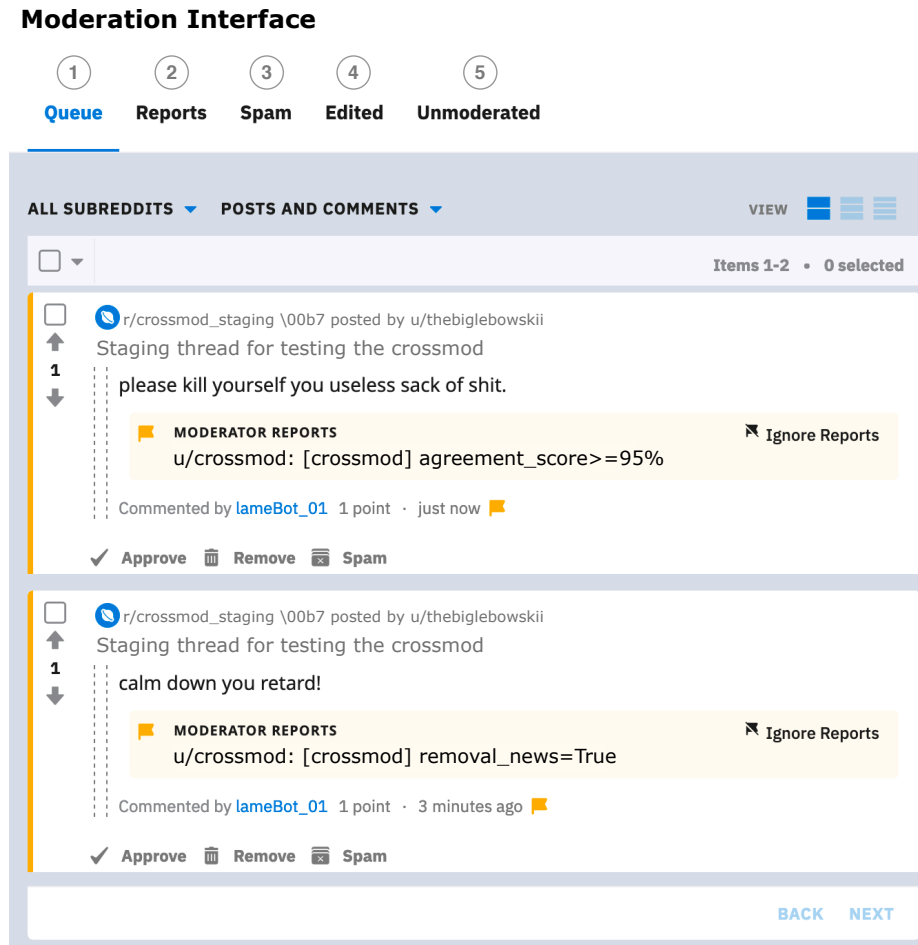 Moderation Interface
1 2 3 4 5
Queue Reports Spam Edited Unmoderated
ALL SUBREDDITS POSTS AND COMMENTS VIEW
Items 1-2 • 0 selected
r/crossmod_staging \00b7 posted by u/thebiglebowskii
Staging thread for testing the crossmod
1
please kill yourself you useless sack of shit.
MODERATOR REPORTS Ignore Reports
u/crossmod: [crossmod] agreement_score>=95%
Commented by lameBot_01 1 point · just now
Approve Remove Spam
r/crossmod_staging \00b7 posted by u/thebiglebowskii
Staging thread for testing the crossmod
1
calm down you retard!
MODERATOR REPORTS Ignore Reports
u/crossmod: [crossmod] removal_news=True
Commented by lameBot_01 1 point · 3 minutes ago
Approve Remove Spam
BACK NEXT